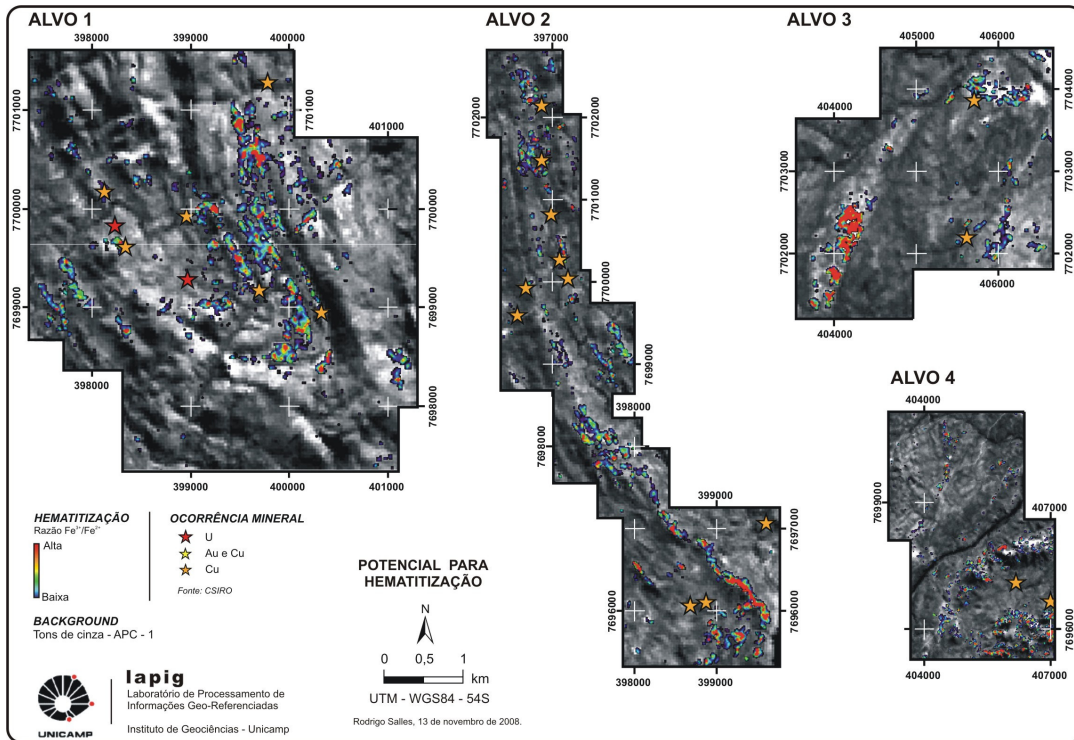 ALVO 1
398000
399000
400000
7701000
7701000
401000
7700000
7700000
7699000
7699000
398000
7698000
399000
400000
401000
ALVO 2
397000
7702000
7702000
7701000
7700000
7699000
398000
7698000
399000
7697000
7696000
7696000
398000
399000
ALVO 3
405000
406000
404000
7704000
7703000
7703000
7702000
7702000
406000
404000
ALVO 4
404000
7699000
407000
7696000
404000
407000
HEMATITIZAÇÃO
Razão Fe³⁺/Fe²⁺
Alta
Baixa
OCORRÊNCIA MINERAL
U
Au e Cu
Cu
Fonte: CSIRO
BACKGROUND
Tons de cinza - APC - 1
POTENCIAL PARA
HEMATITIZAÇÃO
N
0 0,5 1
km
UTM - WGS84 - 54S
Rodrigo Salles, 13 de novembro de 2008.
UNICAMP
lapig
Laboratório de Processamento de
Informações Geo-Referenciadas
Instituto de Geociências - Unicamp